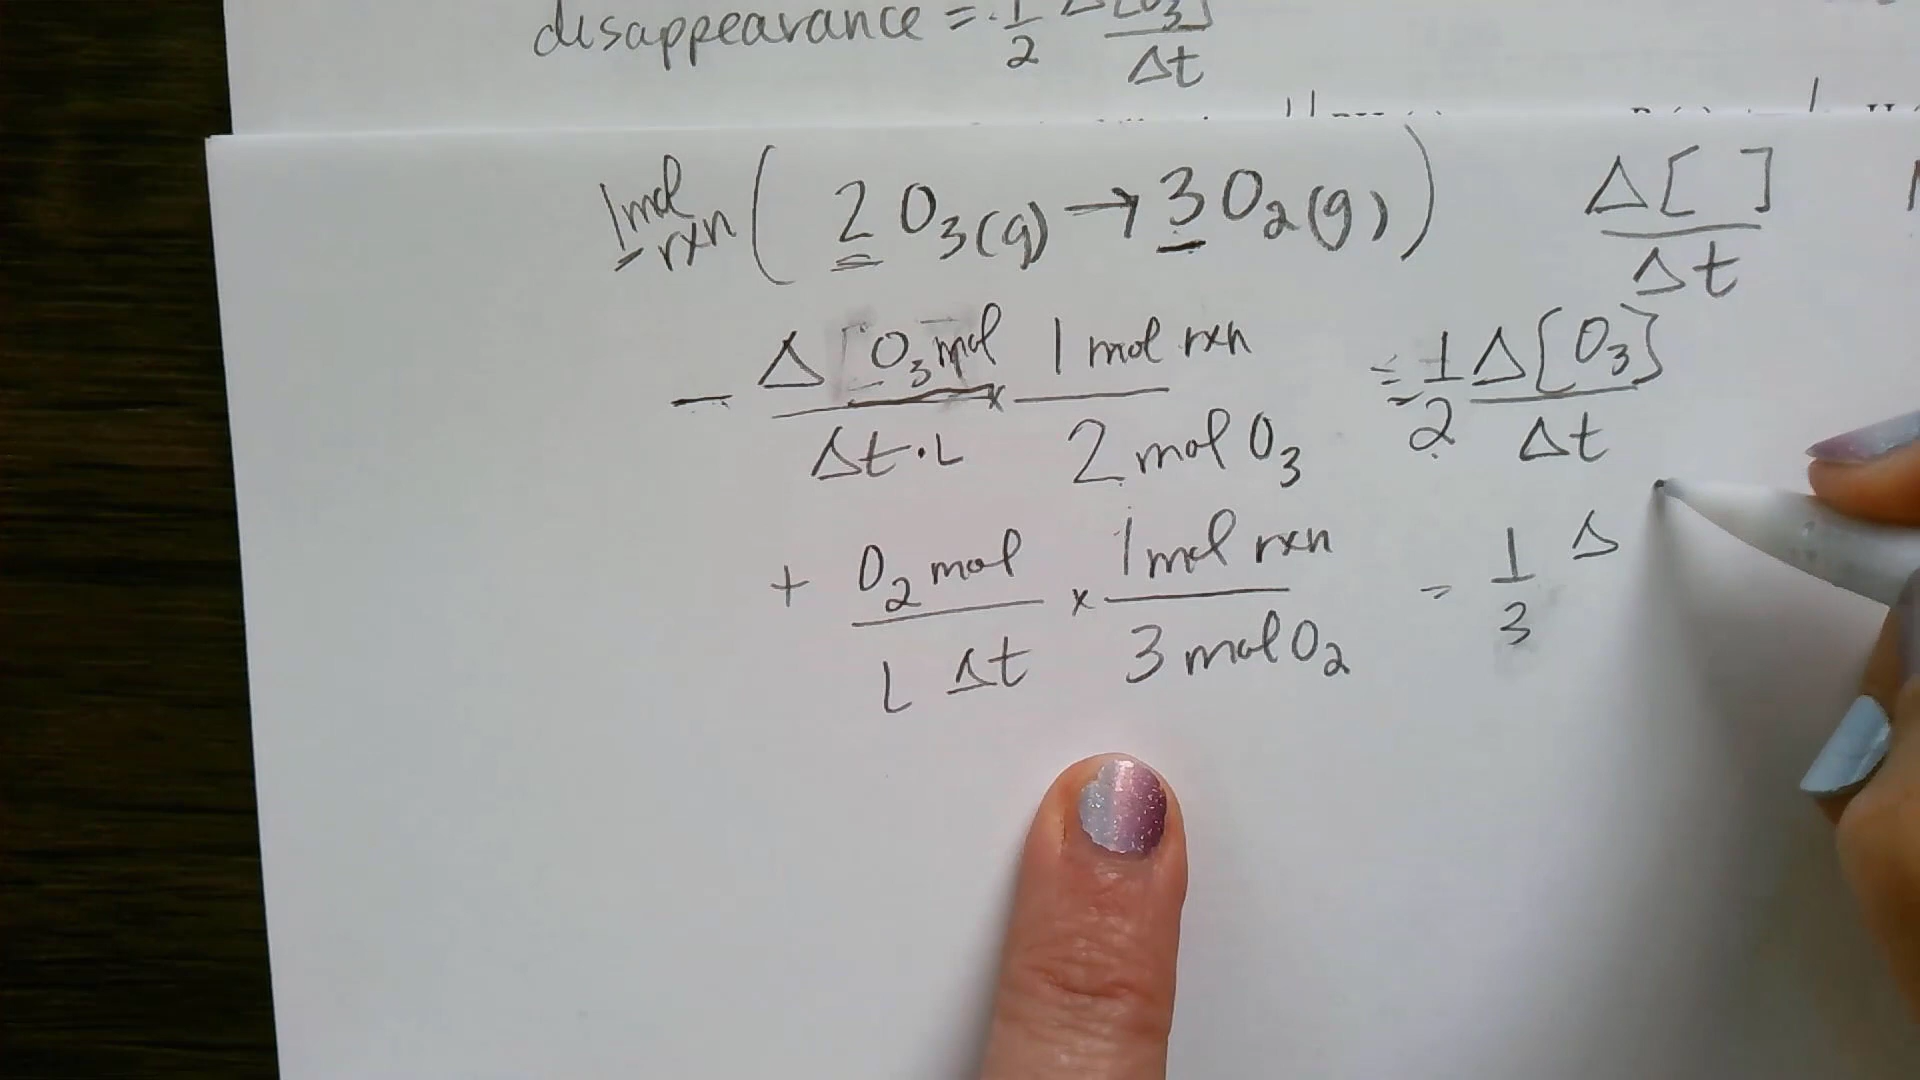 disappearance = - 1/2 Δ[O₃]/Δt
1 mol rxn ( 2 O₃(g) → 3 O₂(g) ) Δ[ ]/Δt
- Δ O₃ mol/Δt·L x 1 mol rxn/2 mol O₃ = - 1/2 Δ[O₃]/Δt
+ O₂ mol/L Δt x 1 mol rxn/3 mol O₂ = 1/3 Δ